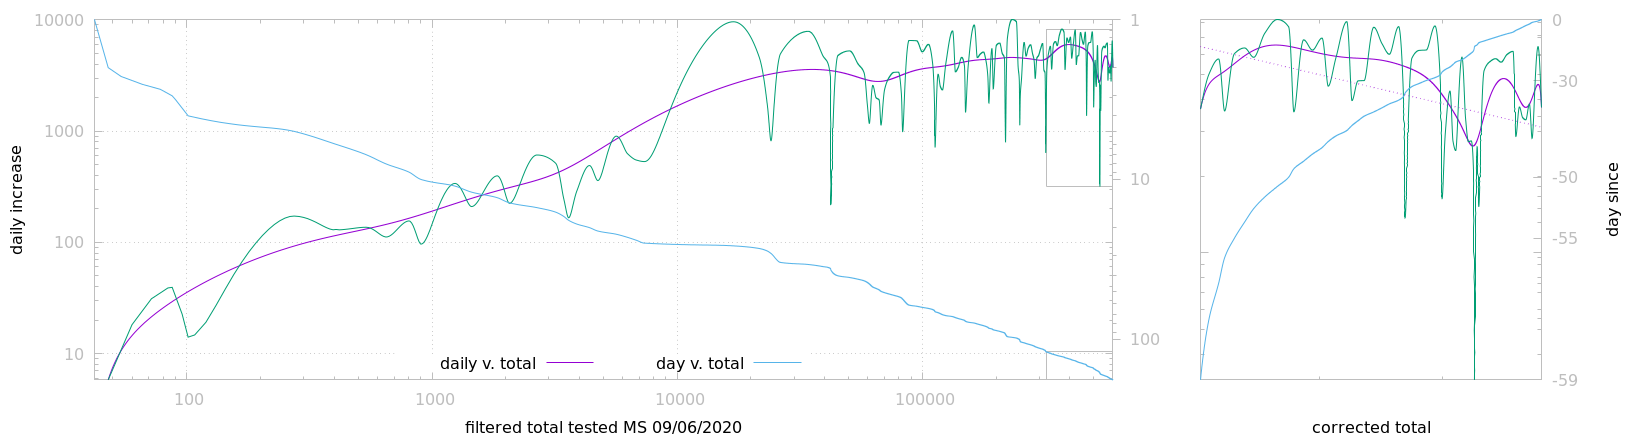 10000
1000
100
10
daily increase
100
1000
10000
100000
1
10
100
daily v. total
day v. total
filtered total tested MS 09/06/2020
0
-30
-50
-55
-59
day since
corrected total